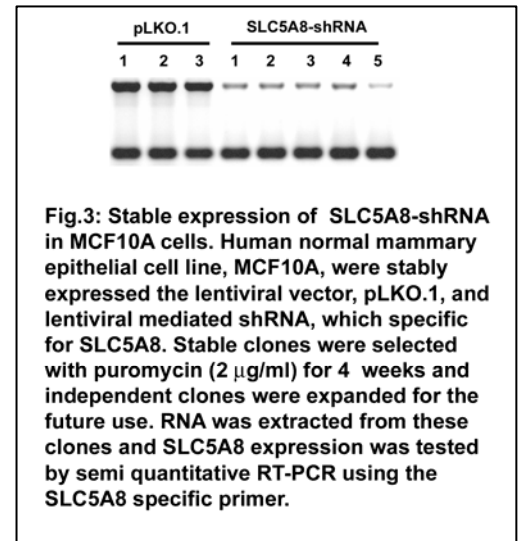 pLKO.1 SLC5A8-shRNA
1 2 3 1 2 3 4 5
Fig.3: Stable expression of SLC5A8-shRNA
in MCF10A cells. Human normal mammary
epithelial cell line, MCF10A, were stably
expressed the lentiviral vector, pLKO.1, and
lentiviral mediated shRNA, which specific
for SLC5A8. Stable clones were selected
with puromycin (2 μg/ml) for 4 weeks and
independent clones were expanded for the
future use. RNA was extracted from these
clones and SLC5A8 expression was tested
by semi quantitative RT-PCR using the
SLC5A8 specific primer.